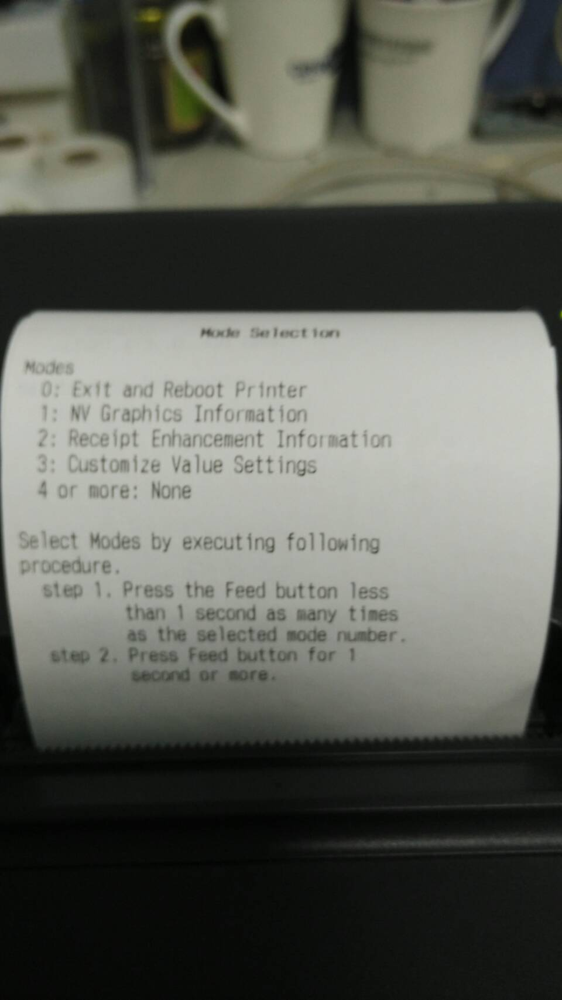 Mode Selection
Modes
0: Exit and Reboot Printer
1: NV Graphics Information
2: Receipt Enhancement Information
3: Customize Value Settings
4 or more: None
Select Modes by executing following
procedure.
step 1. Press the Feed button less
than 1 second as many times
as the selected mode number.
step 2. Press Feed button for 1
second or more.